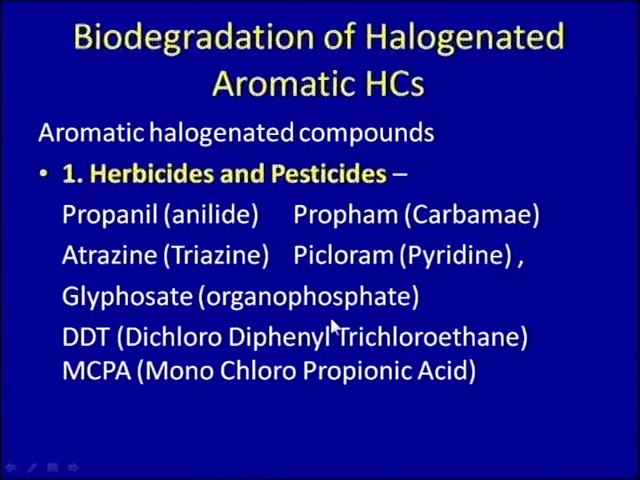 Biodegradation of Halogenated
Aromatic HCs
Aromatic halogenated compounds
• 1. Herbicides and Pesticides –
Propanil (anilide) Propham (Carbamae)
Atrazine (Triazine) Picloram (Pyridine) ,
Glyphosate (organophosphate)
DDT (Dichloro Diphenyl Trichloroethane)
MCPA (Mono Chloro Propionic Acid)